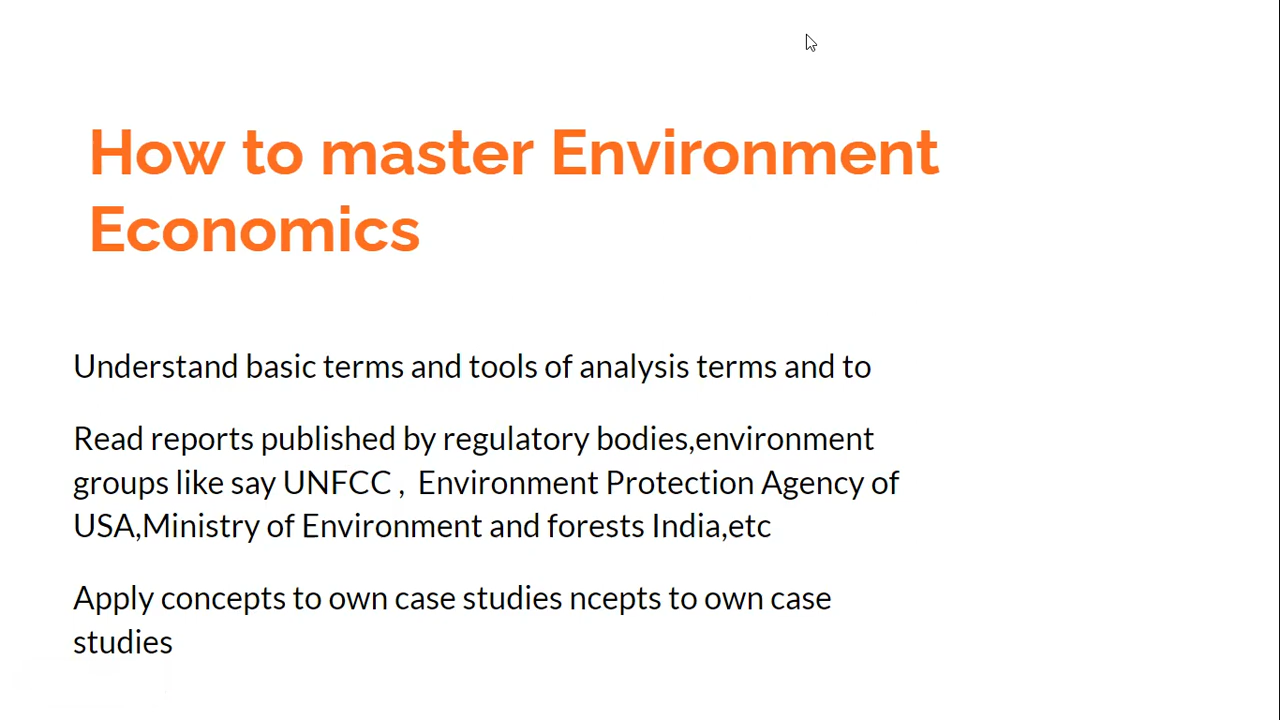 How to master Environment
Economics
Understand basic terms and tools of analysis terms and to
Read reports published by regulatory bodies,environment
groups like say UNFCC , Environment Protection Agency of
USA,Ministry of Environment and forests India,etc
Apply concepts to own case studies ncepts to own case
studies